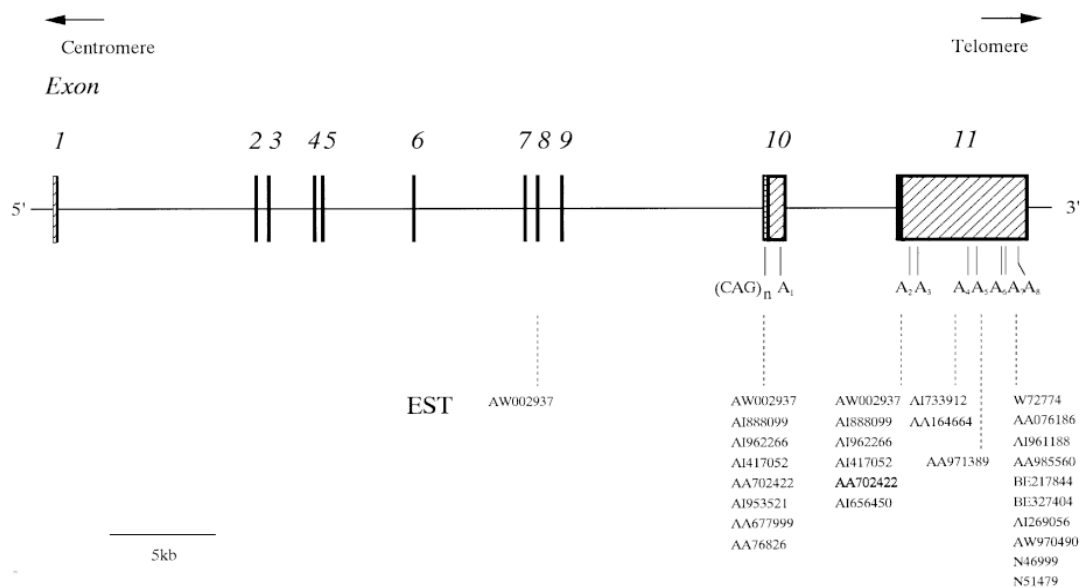 Centromere Telomere
Exon
1 2 3 4 5 6 7 8 9 10 11
5' 3'
(CAG)n A1 A2 A3 A4 A5 A6 A7 A8
EST AW002937 AW002937 AW002937 AI733912 W72774
AI888099 AI888099 AA164664 AA076186
AI962266 AI962266 AI961188
AI417052 AI417052 AA971389 AA985560
AA702422 AA702422 BE217844
AI953521 AI656450 BE327404
AA677999 AI269056
AA76826 AW970490
5kb N46999
N51479